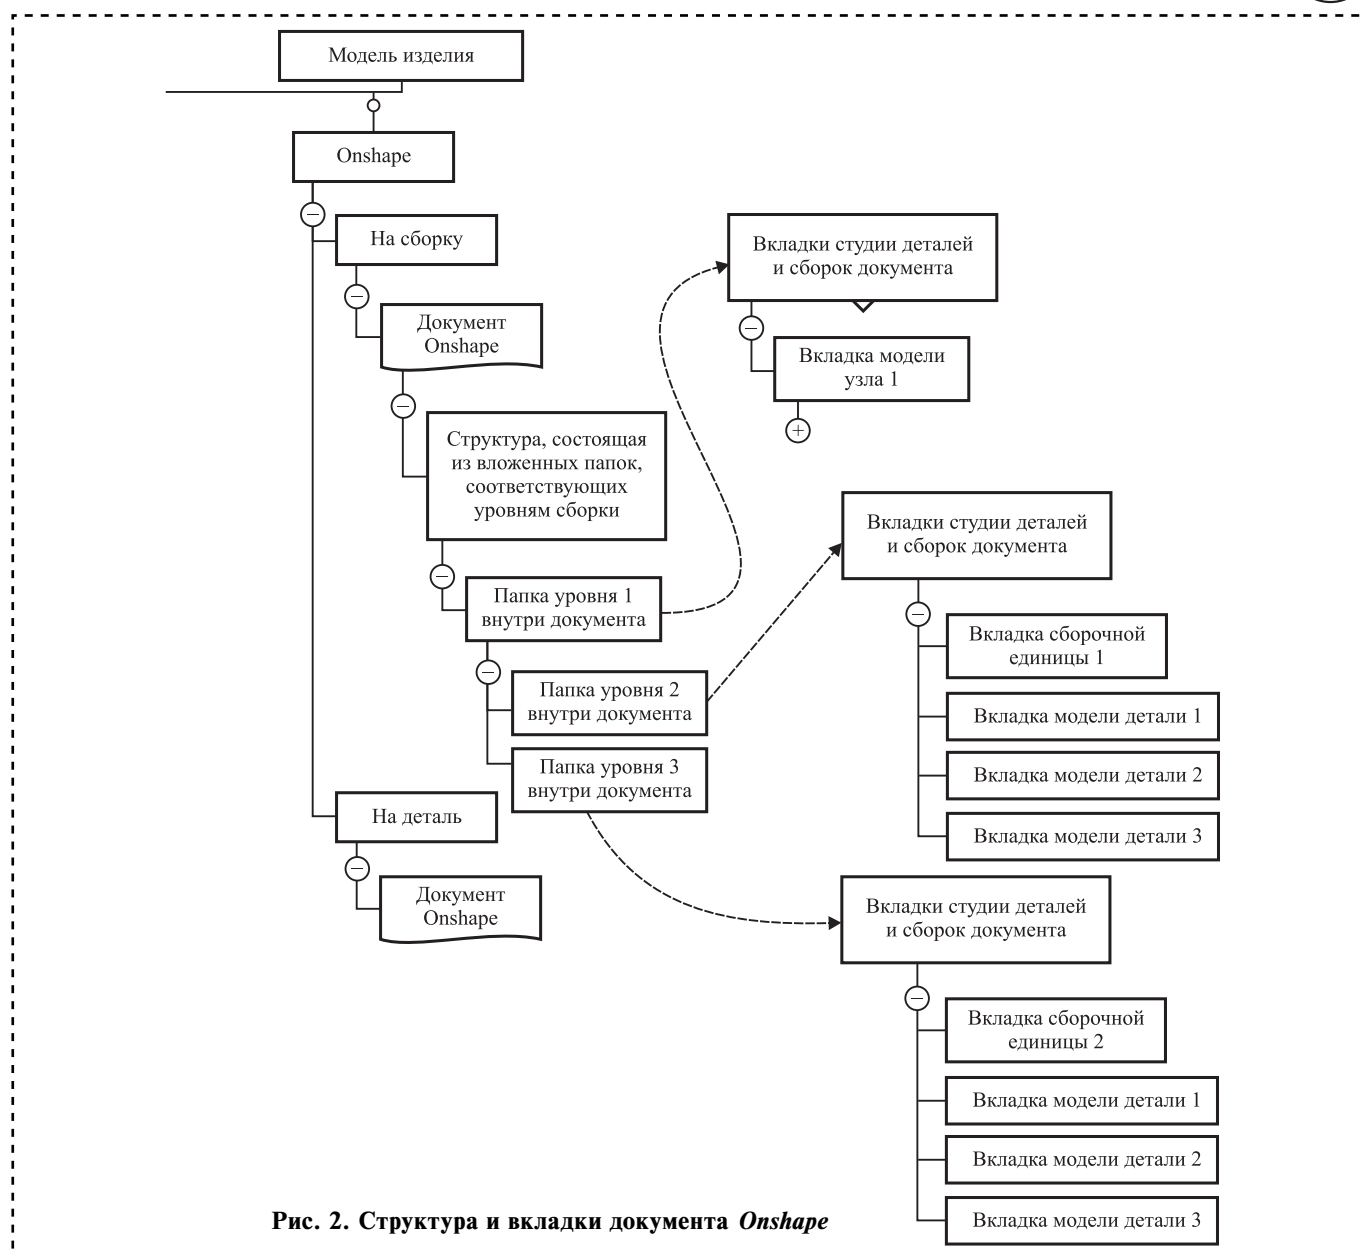 Модель изделия
Onshape
На сборку
Документ
Onshape
Структура, состоящая
из вложенных папок,
соответствующих
уровням сборки
Папка уровня 1
внутри документа
Папка уровня 2
внутри документа
Папка уровня 3
внутри документа
На деталь
Документ
Onshape
Вкладки студии деталей
и сборок документа
Вкладка модели
узла 1
Вкладки студии деталей
и сборок документа
Вкладка сборочной
единицы 1
Вкладка модели детали 1
Вкладка модели детали 2
Вкладка модели детали 3
Вкладки студии деталей
и сборок документа
Вкладка сборочной
единицы 2
Вкладка модели детали 1
Вкладка модели детали 2
Вкладка модели детали 3
Рис. 2. Структура и вкладки документа Onshape